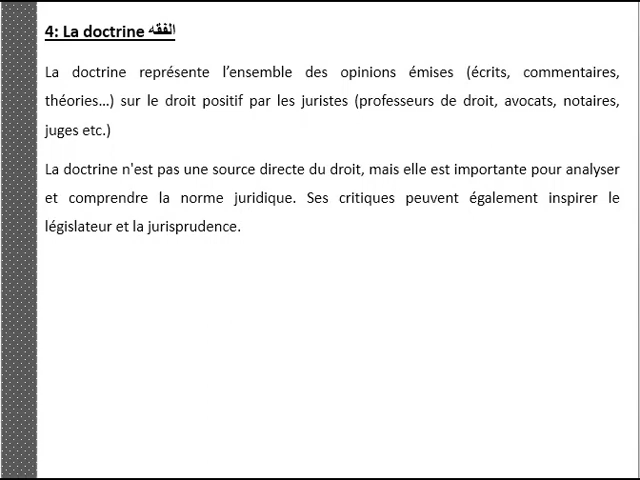 4: La doctrine الفقه
La doctrine représente l’ensemble des opinions émises (écrits, commentaires,
théories…) sur le droit positif par les juristes (professeurs de droit, avocats, notaires,
juges etc.)
La doctrine n'est pas une source directe du droit, mais elle est importante pour analyser
et comprendre la norme juridique. Ses critiques peuvent également inspirer le
législateur et la jurisprudence.